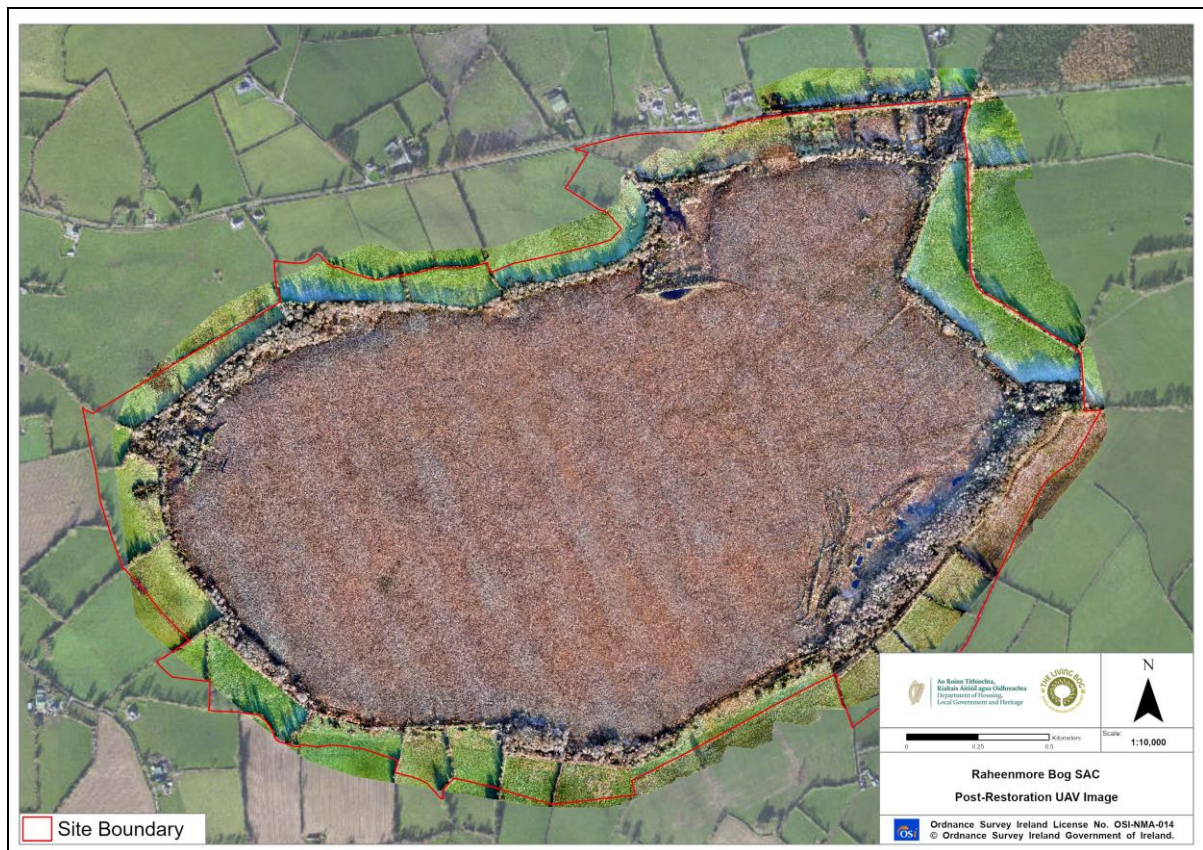 An Roinn Tithíochta,
Rialtais Áitiúil agus Oidhreachta
Department of Housing,
Local Government and Heritage
THE LIVING BOG
N
Kilometers
0 0.25 0.5
Scale:
1:10,000
Raheenmore Bog SAC
Post-Restoration UAV Image
Site Boundary
OSi
Ordnance Survey Ireland License No. OSI-NMA-014
© Ordnance Survey Ireland Government of Ireland.